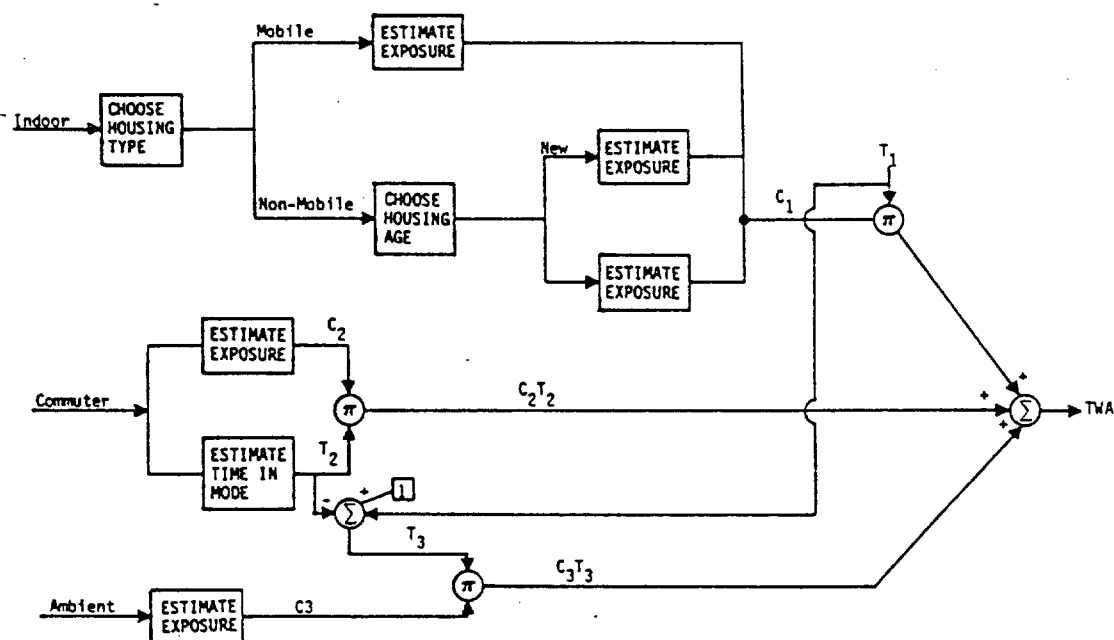 Mobile
ESTIMATE
EXPOSURE
Indoor
CHOOSE
HOUSING
TYPE
New
ESTIMATE
EXPOSURE
Non-Mobile
CHOOSE
HOUSING
AGE
ESTIMATE
EXPOSURE
C1
T1
π
ESTIMATE
EXPOSURE
C2
Commuter
π
C2T2
+
+
+
Σ
TWA
ESTIMATE
TIME IN
MODE
T2
-
+
1
Σ
T3
π
C3T3
Ambient
ESTIMATE
EXPOSURE
C3